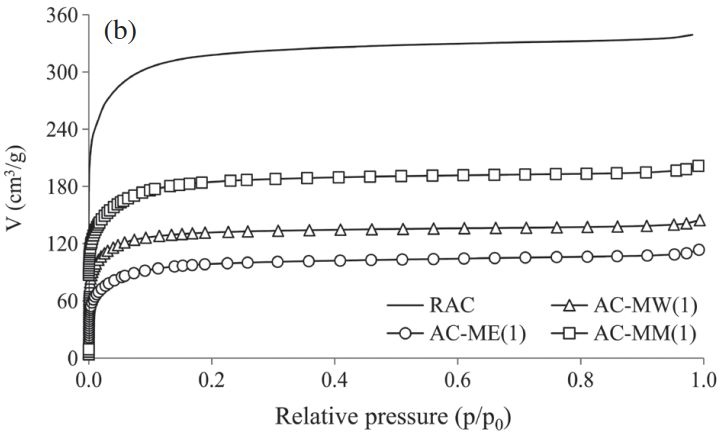 (b)
360
300
240
180
120
60
0
V (cm³/g)
0.0 0.2 0.4 0.6 0.8 1.0
Relative pressure (p/p₀)
RAC AC-MW(1)
AC-ME(1) AC-MM(1)